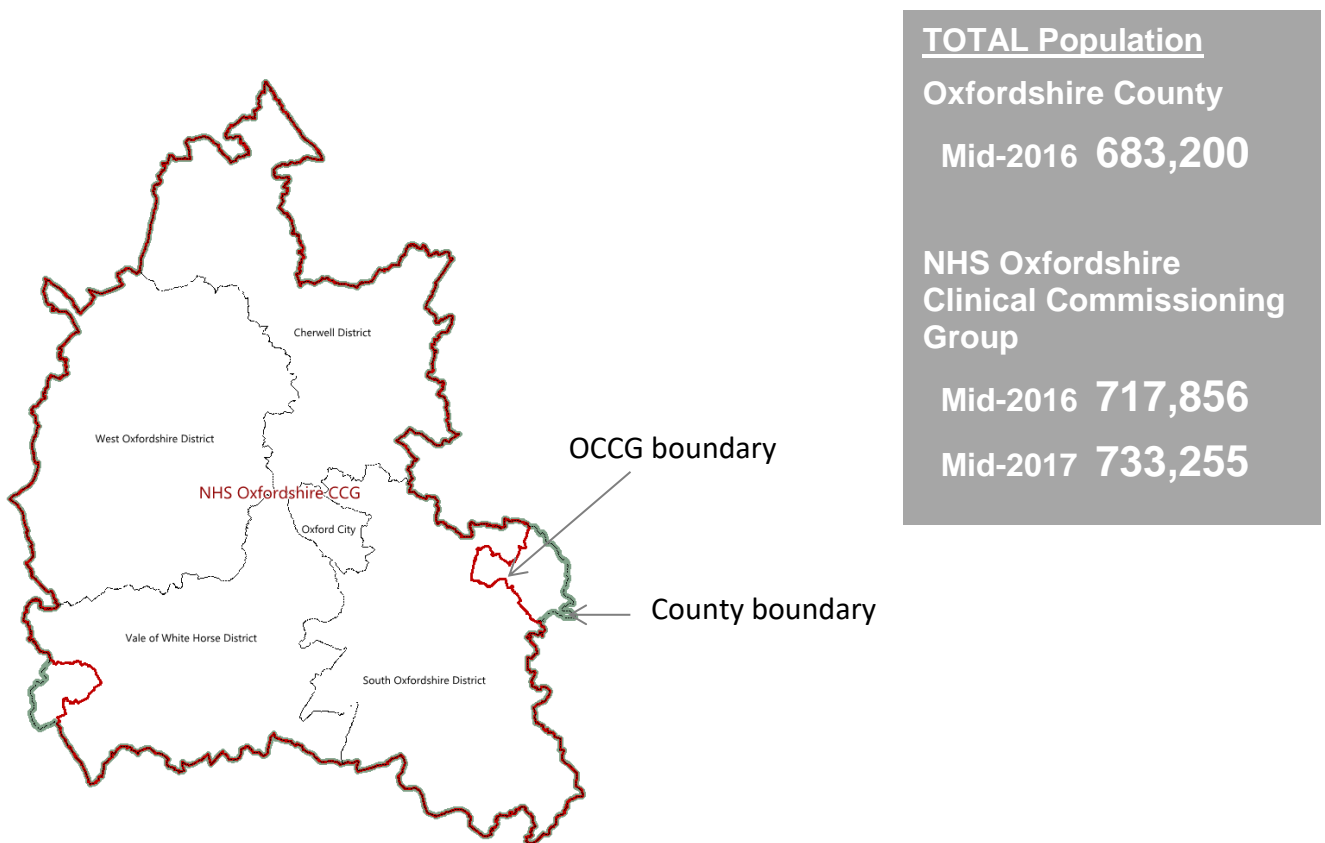 TOTAL Population
Oxfordshire County
Mid-2016 683,200
NHS Oxfordshire
Clinical Commissioning
Group
Mid-2016 717,856
Mid-2017 733,255
Cherwell District
West Oxfordshire District
OCCG boundary
NHS Oxfordshire CCG
Oxford City
County boundary
Vale of White Horse District
South Oxfordshire District